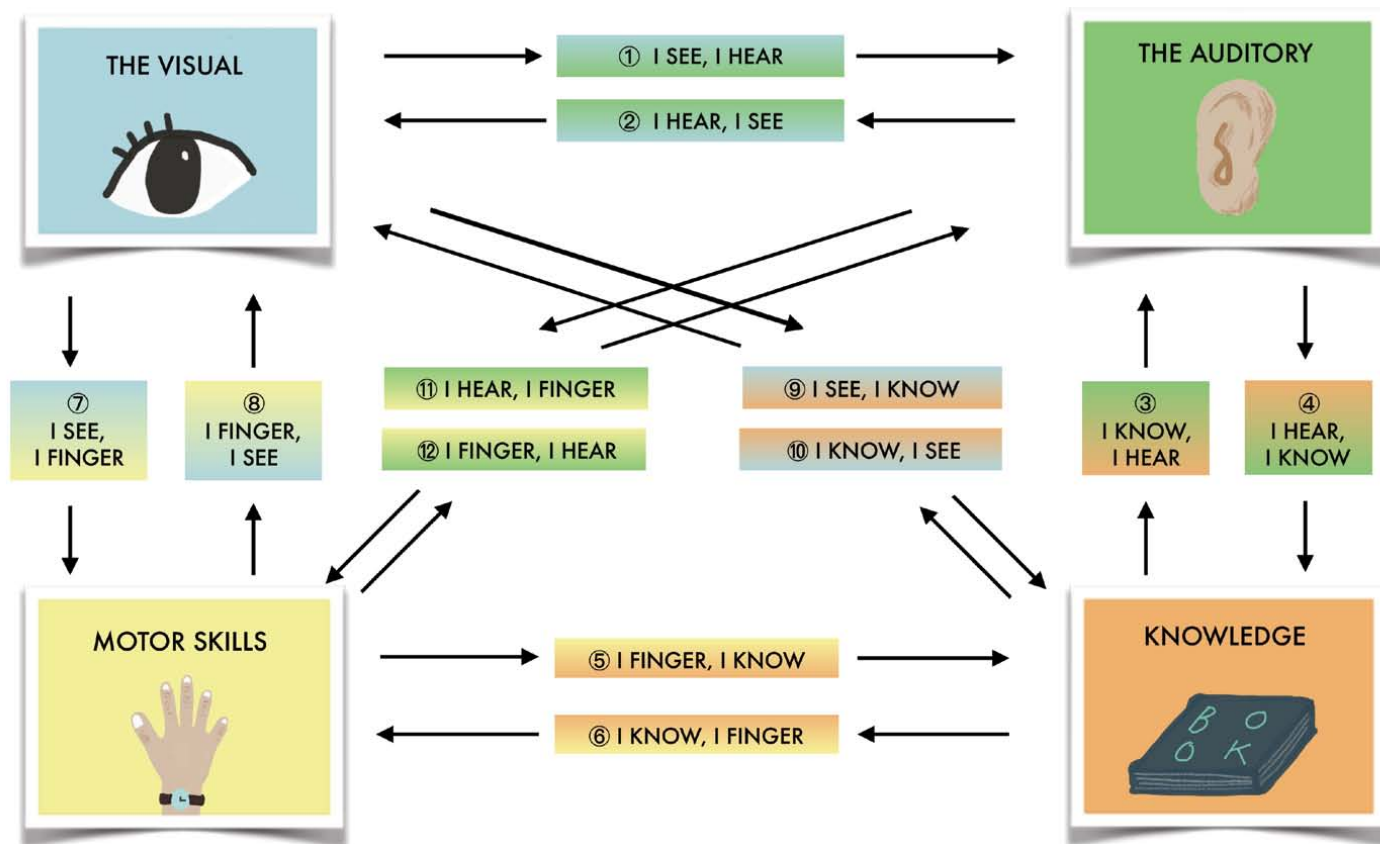 THE VISUAL
① I SEE, I HEAR
② I HEAR, I SEE
THE AUDITORY
⑦
I SEE,
I FINGER
⑧
I FINGER,
I SEE
⑪ I HEAR, I FINGER
⑫ I FINGER, I HEAR
⑨ I SEE, I KNOW
⑩ I KNOW, I SEE
③
I KNOW,
I HEAR
④
I HEAR,
I KNOW
MOTOR SKILLS
⑤ I FINGER, I KNOW
⑥ I KNOW, I FINGER
KNOWLEDGE
B O
O K